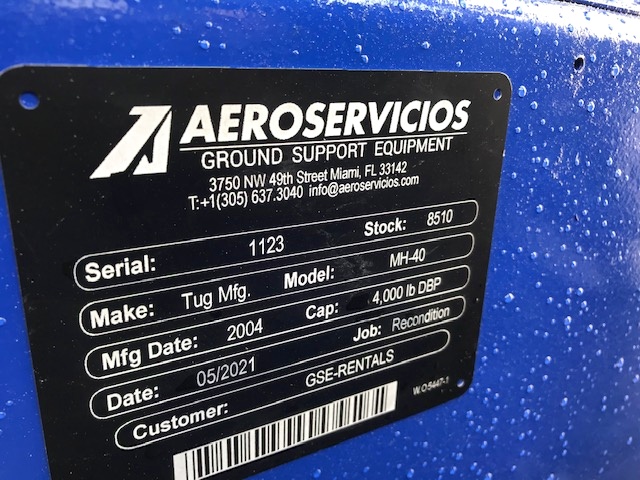 AEROSERVICIOS
GROUND SUPPORT EQUIPMENT
3750 NW 49th Street Miami, FL 33142
T:+1(305) 637.3040 info@aeroservicios.com
Serial: 1123 Stock: 8510
Make: Tug Mfg. Model: MH-40
Mfg Date: 2004 Cap: 4,000 lb DBP
Date: 05/2021 Job: Recondition
Customer: GSE-RENTALS
W.O.5447-1